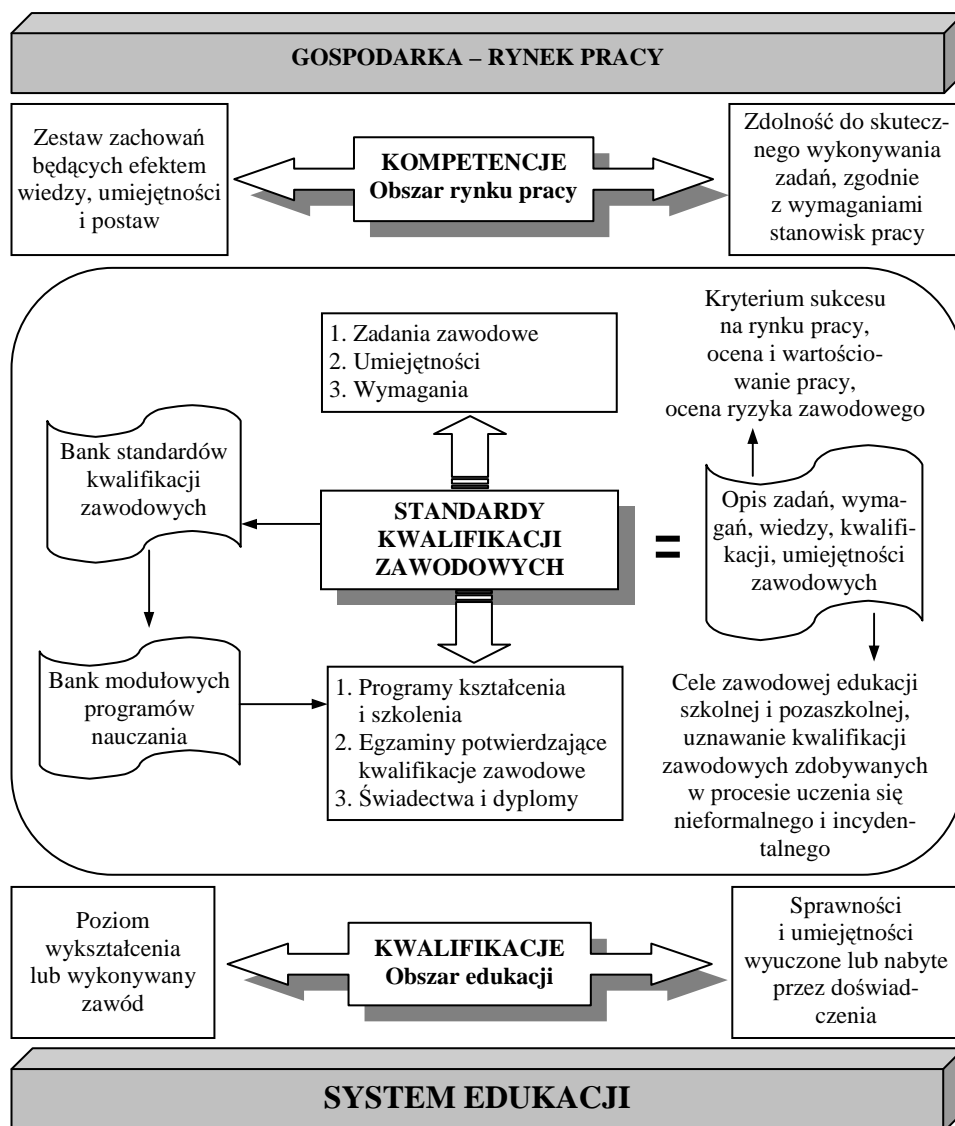 GOSPODARKA – RYNEK PRACY
Zestaw zachowań
będących efektem
wiedzy, umiejętności
i postaw
KOMPETENCJE
Obszar rynku pracy
Zdolność do skutecz-
nego wykonywania
zadań, zgodnie
z wymaganiami
stanowisk pracy
1. Zadania zawodowe
2. Umiejętności
3. Wymagania
Kryterium sukcesu
na rynku pracy,
ocena i wartościo-
wanie pracy,
ocena ryzyka zawodowego
Bank standardów
kwalifikacji
zawodowych
STANDARDY
KWALIFIKACJI
ZAWODOWYCH
=
Opis zadań, wyma-
gań, wiedzy, kwalifi-
kacji, umiejętności
zawodowych
Bank modułowych
programów
nauczania
1. Programy kształcenia
i szkolenia
2. Egzaminy potwierdzające
kwalifikacje zawodowe
3. Świadectwa i dyplomy
Cele zawodowej edukacji
szkolnej i pozaszkolnej,
uznawanie kwalifikacji
zawodowych zdobywanych
w procesie uczenia się
nieformalnego i incyden-
talnego
Poziom
wykształcenia
lub wykonywany
zawód
KWALIFIKACJE
Obszar edukacji
Sprawności
i umiejętności
wyuczone lub nabyte
przez doświad-
czenia
SYSTEM EDUKACJI